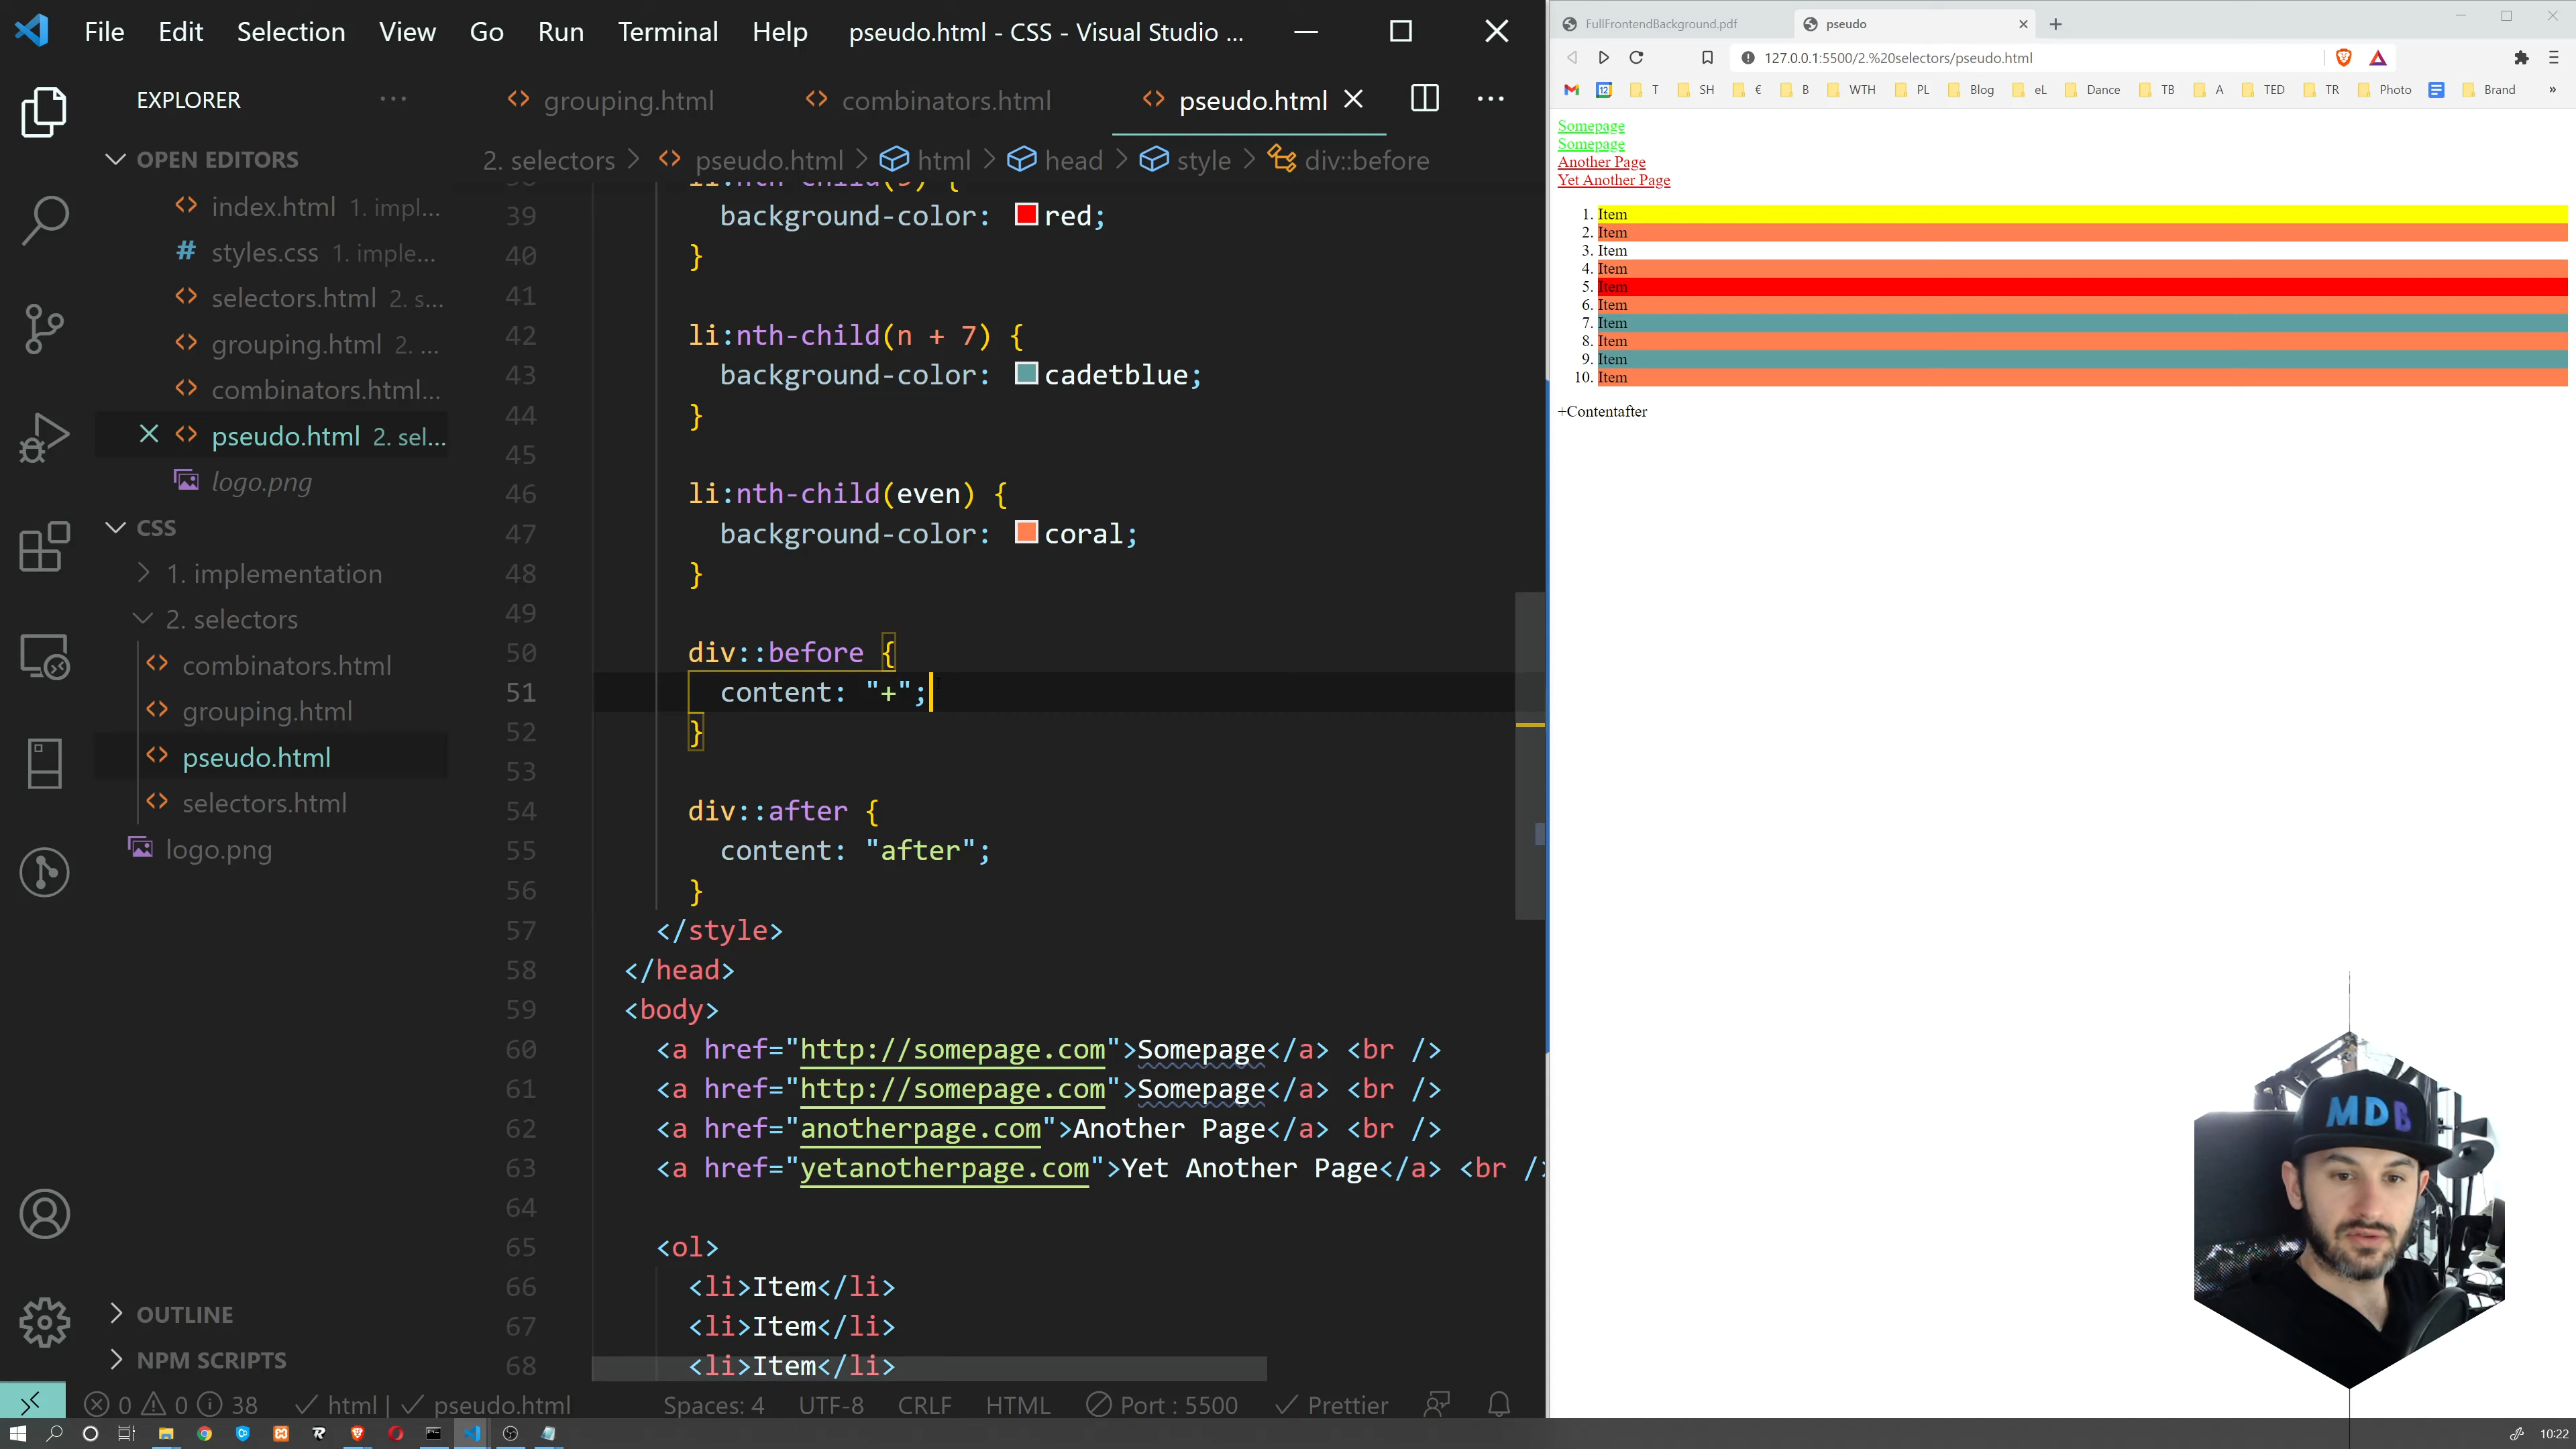 File Edit Selection View Go Run Terminal Help pseudo.html - CSS - Visual Studio ...
EXPLORER
OPEN EDITORS
index.html 1. impl...
styles.css 1. imple...
selectors.html 2. s...
grouping.html 2. ...
combinators.html...
pseudo.html 2. sel...
logo.png
CSS
1. implementation
2. selectors
combinators.html
grouping.html
pseudo.html
selectors.html
logo.png
OUTLINE
NPM SCRIPTS
grouping.html combinators.html pseudo.html
2. selectors > pseudo.html > html > head > style > div::before
39 background-color: red;
40 }
41
42 li:nth-child(n + 7) {
43 background-color: cadetblue;
44 }
45
46 li:nth-child(even) {
47 background-color: coral;
48 }
49
50 div::before {
51 content: "+";
52 }
53
54 div::after {
55 content: "after";
56 }
57 </style>
58 </head>
59 <body>
60 <a href="http://somepage.com">Somepage</a> <br />
61 <a href="http://somepage.com">Somepage</a> <br />
62 <a href="anotherpage.com">Another Page</a> <br />
63 <a href="yetanotherpage.com">Yet Another Page</a> <br />
64
65 <ol>
66 <li>Item</li>
67 <li>Item</li>
68 <li>Item</li>
0 0 38 html | pseudo.html Spaces: 4 UTF-8 CRLF HTML Port : 5500 Prettier
FullFrontendBackground.pdf pseudo
127.0.0.1:5500/2.%20selectors/pseudo.html
12 T SH € B WTH PL Blog eL Dance TB A TED TR Photo Brand »
Somepage
Somepage
Another Page
Yet Another Page
1. Item
2. Item
3. Item
4. Item
5. Item
6. Item
7. Item
8. Item
9. Item
10. Item
+Contentafter
MDB
10:22